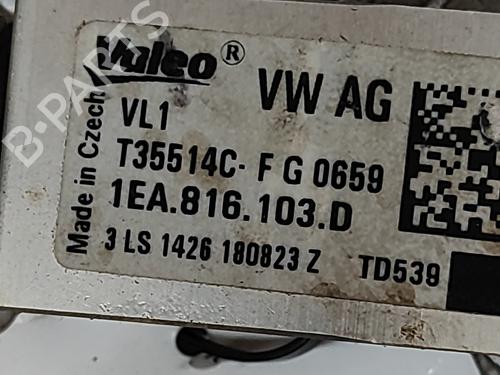 Valeo® VW AG
Made in Czech
VL1
T35514C- F G 0659
1EA.816.103.D
3 LS 1426 180823 Z TD539
B-PARTS